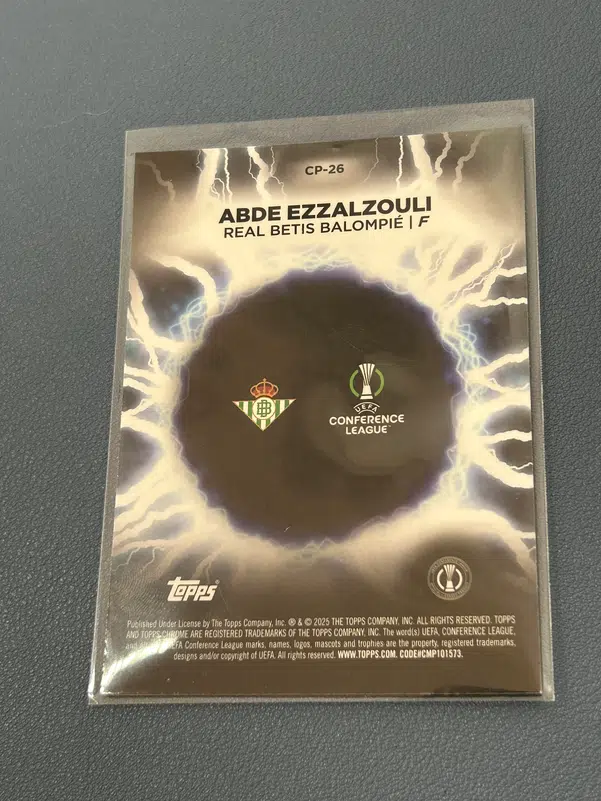 CP-26
ABDE EZZALZOULI
REAL BETIS BALOMPIÉ | F
UEFA
CONFERENCE
LEAGUE
Topps
Published Under License by The Topps Company, Inc. ® & © 2025 THE TOPPS COMPANY, INC. ALL RIGHTS RESERVED. TOPPS
AND TOPPS CHROME ARE REGISTERED TRADEMARKS OF THE TOPPS COMPANY, INC. The word(s) UEFA, CONFERENCE LEAGUE,
UEFA Conference League marks, names, logos, mascots and trophies are the property, registered trademarks,
designs and/or copyright of UEFA. All rights reserved. WWW.TOPPS.COM. CODE#CMP101573.